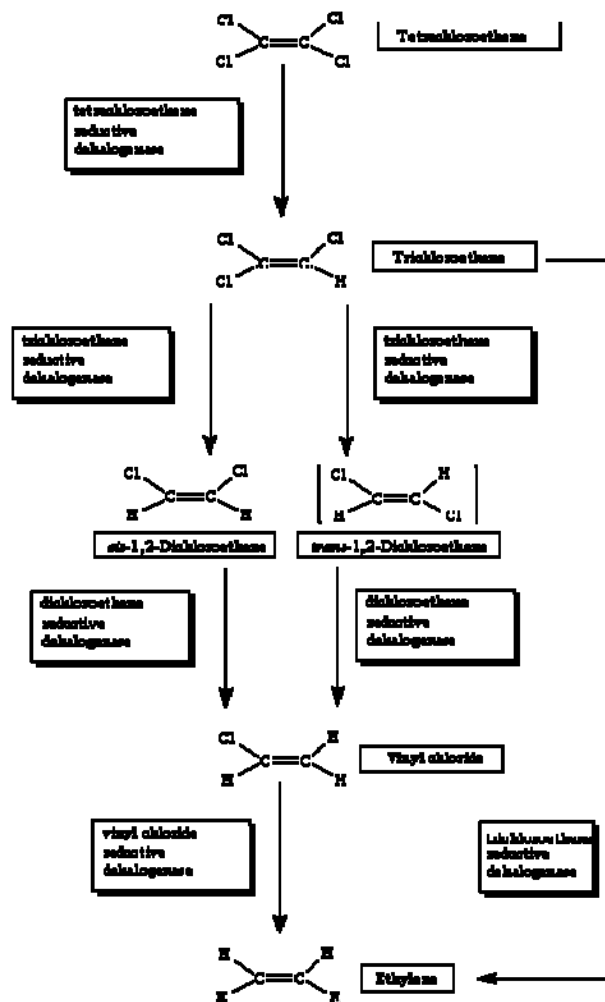 Cl Cl
C C
Cl Cl
Tetrachloroethene
tetrachloroethene
reductive
dehalogenase
Cl Cl
C C
Cl H
Trichloroethene
trichloroethene
reductive
dehalogenase
trichloroethene
reductive
dehalogenase
Cl Cl
C C
H H
Cl H
C C
H Cl
cis-1,2-Dichloroethene
trans-1,2-Dichloroethene
dichloroethene
reductive
dehalogenase
dichloroethene
reductive
dehalogenase
Cl H
C C
H H
Vinyl chloride
vinyl chloride
reductive
dehalogenase
trichloroethene
reductive
dehalogenase
H H
C C
H H
Ethylene